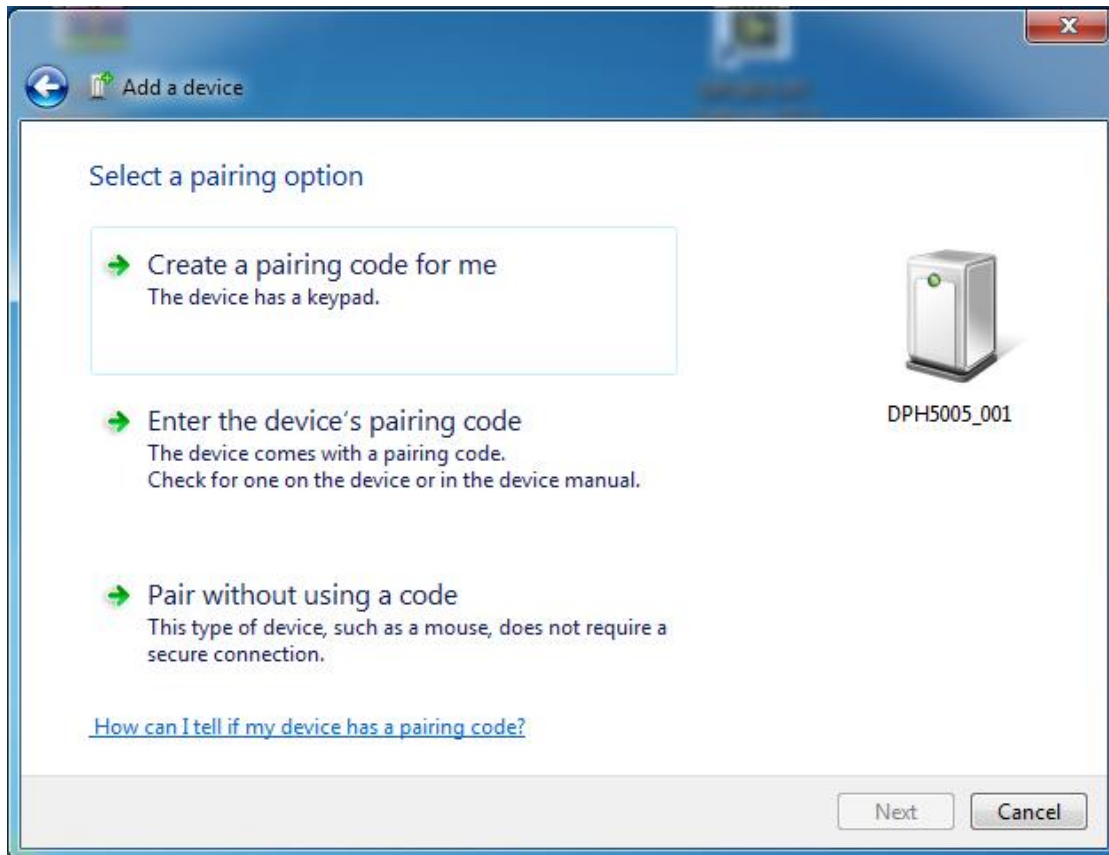 Add a device
Select a pairing option
Create a pairing code for me
The device has a keypad.
Enter the device's pairing code
The device comes with a pairing code.
Check for one on the device or in the device manual.
DPH5005_001
Pair without using a code
This type of device, such as a mouse, does not require a
secure connection.
How can I tell if my device has a pairing code?
Next
Cancel